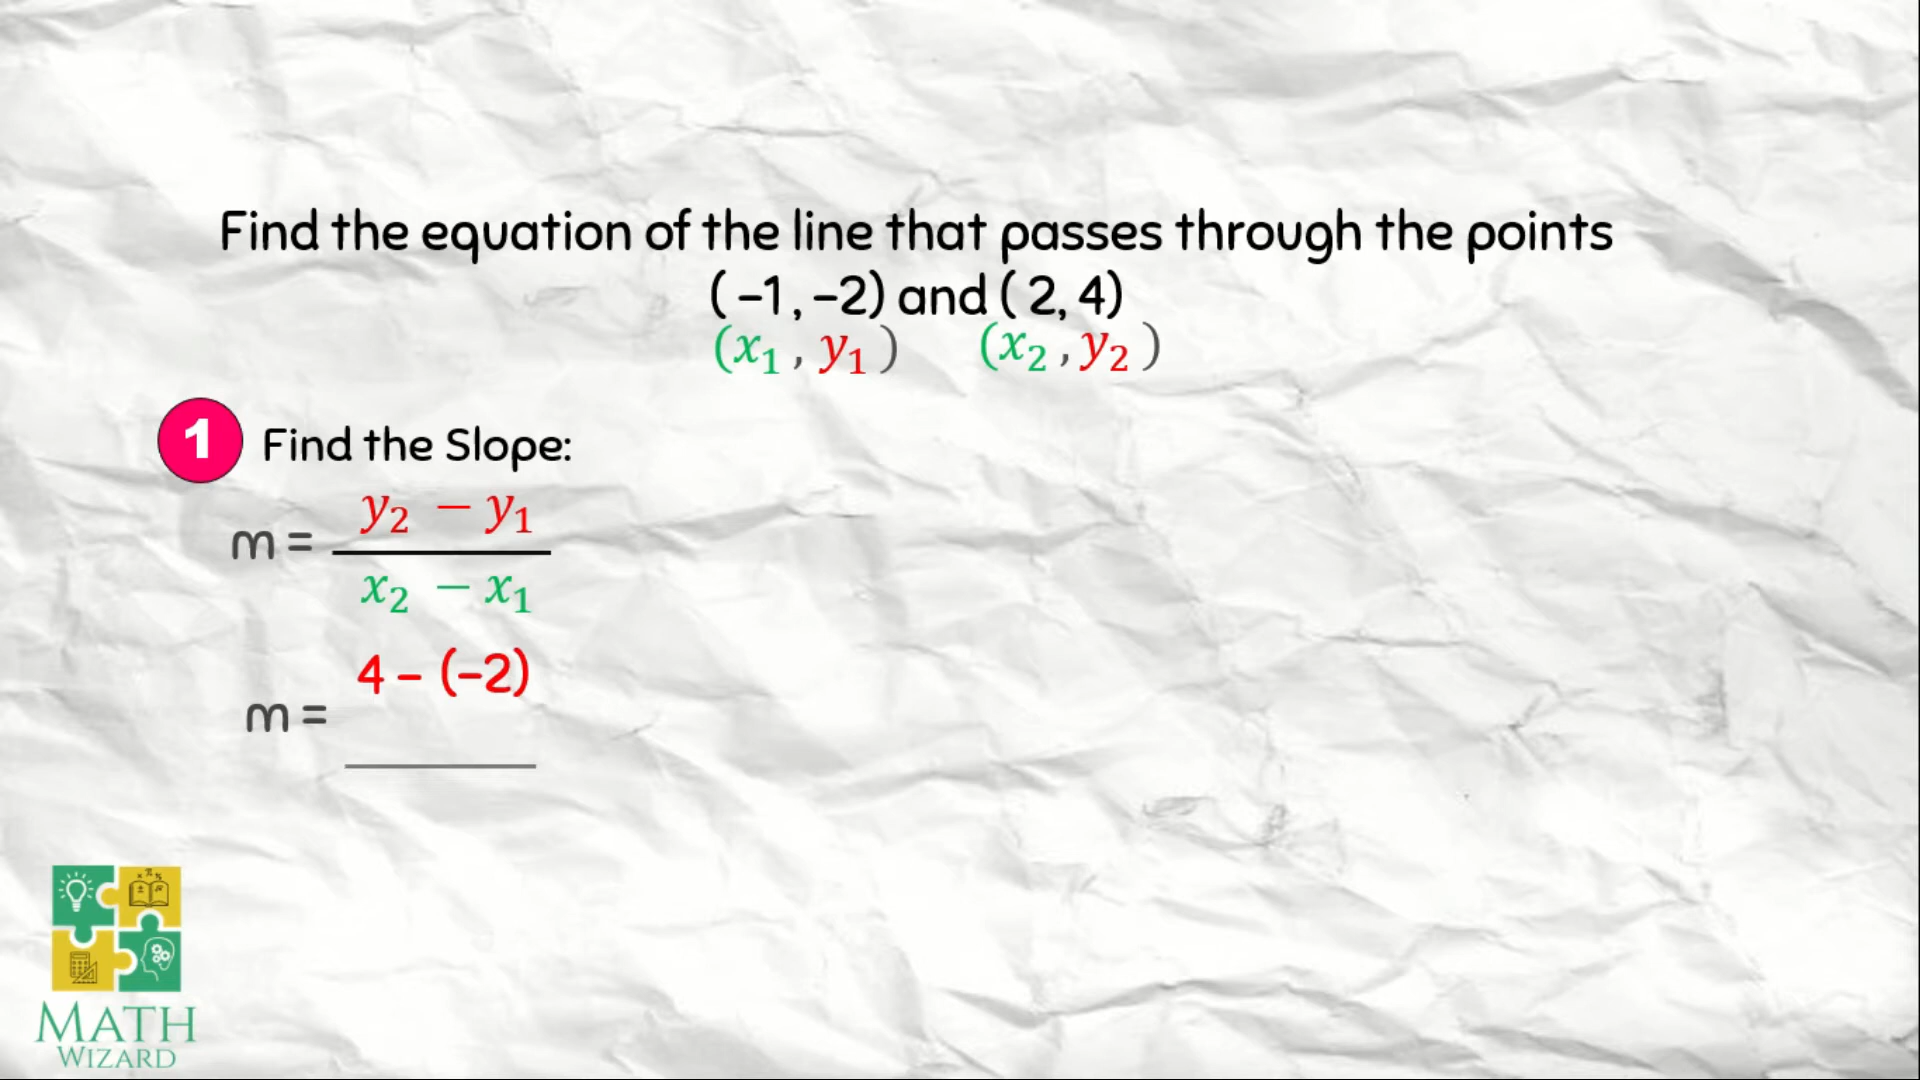 Find the equation of the line that passes through the points
( -1 , -2) and ( 2, 4)
(x₁ , y₁ ) (x₂ , y₂ )
1 Find the Slope:
m = y₂ − y₁
x₂ − x₁
m = 4 - (-2)
MATH
WIZARD